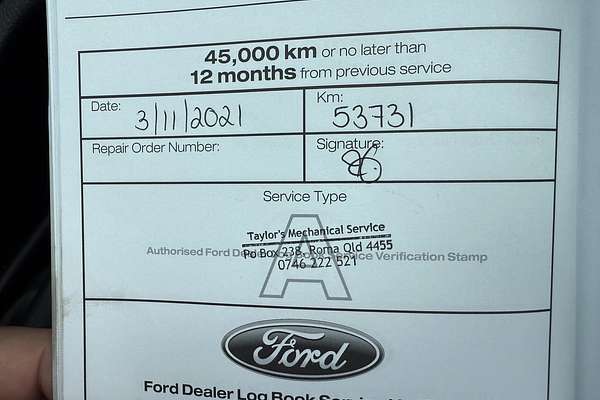 45,000 km or no later than
12 months from previous service
Date: 3/11/2021
Km: 53731
Repair Order Number:
Signature:
Service Type
A
Taylor's Mechanical Service
Authorised Ford Service Verification Stamp
Po Box 238, Roma Qld 4455
0746 222 521
Ford
Ford Dealer Log Book